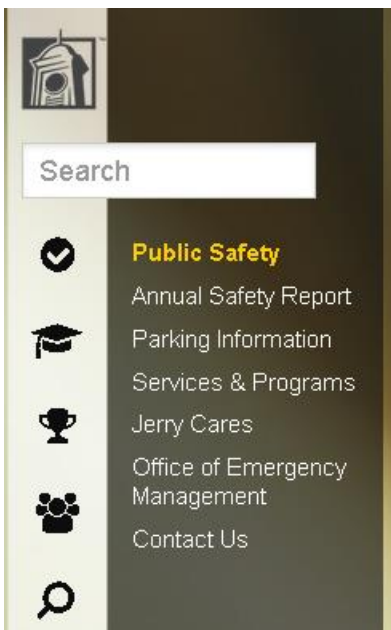 Search
Public Safety
Annual Safety Report
Parking Information
Services & Programs
Jerry Cares
Office of Emergency
Management
Contact Us